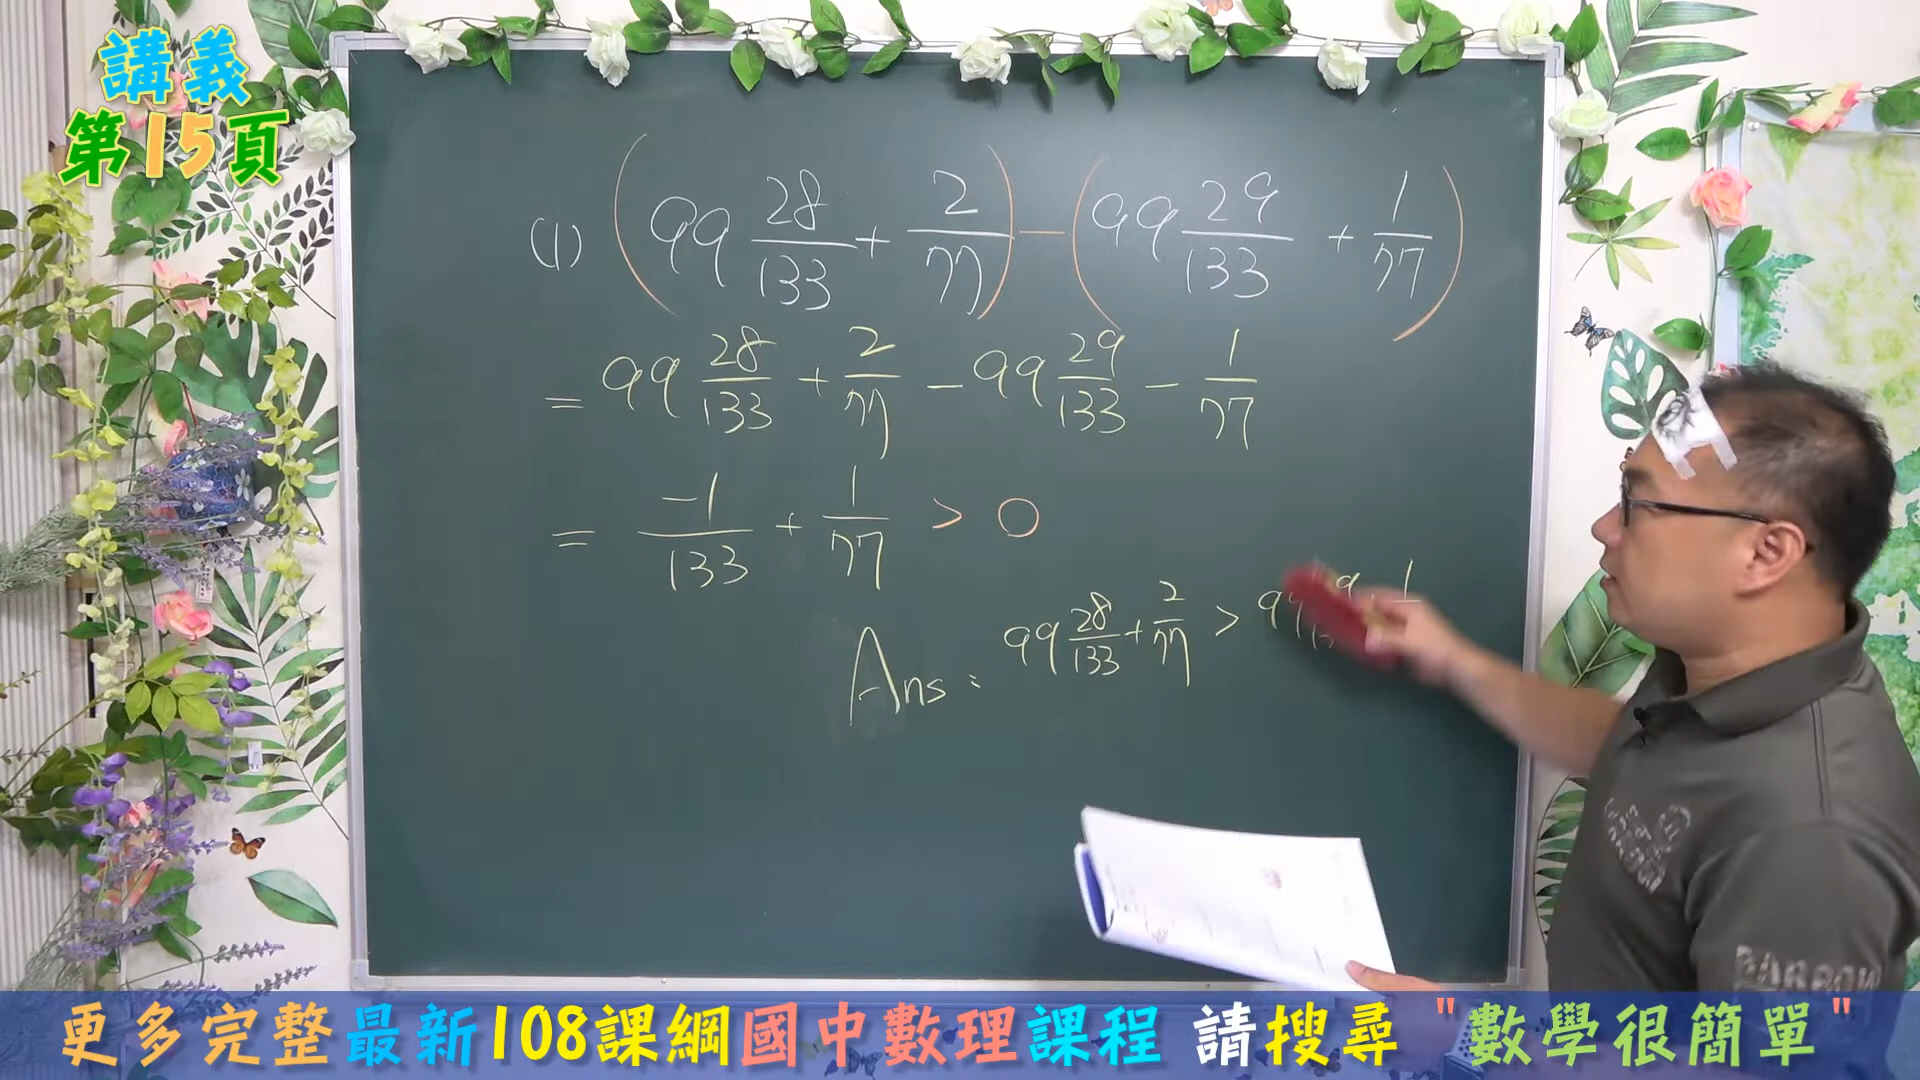 講義
第15頁
(1) (99 28/133 + 2/77) − (99 29/133 + 1/77)
= 99 28/133 + 2/77 − 99 29/133 − 1/77
= −1/133 + 1/77 > 0
Ans: 99 28/133 + 2/77 > 99
更多完整最新108課綱國中數理課程 請搜尋 "數學很簡單"